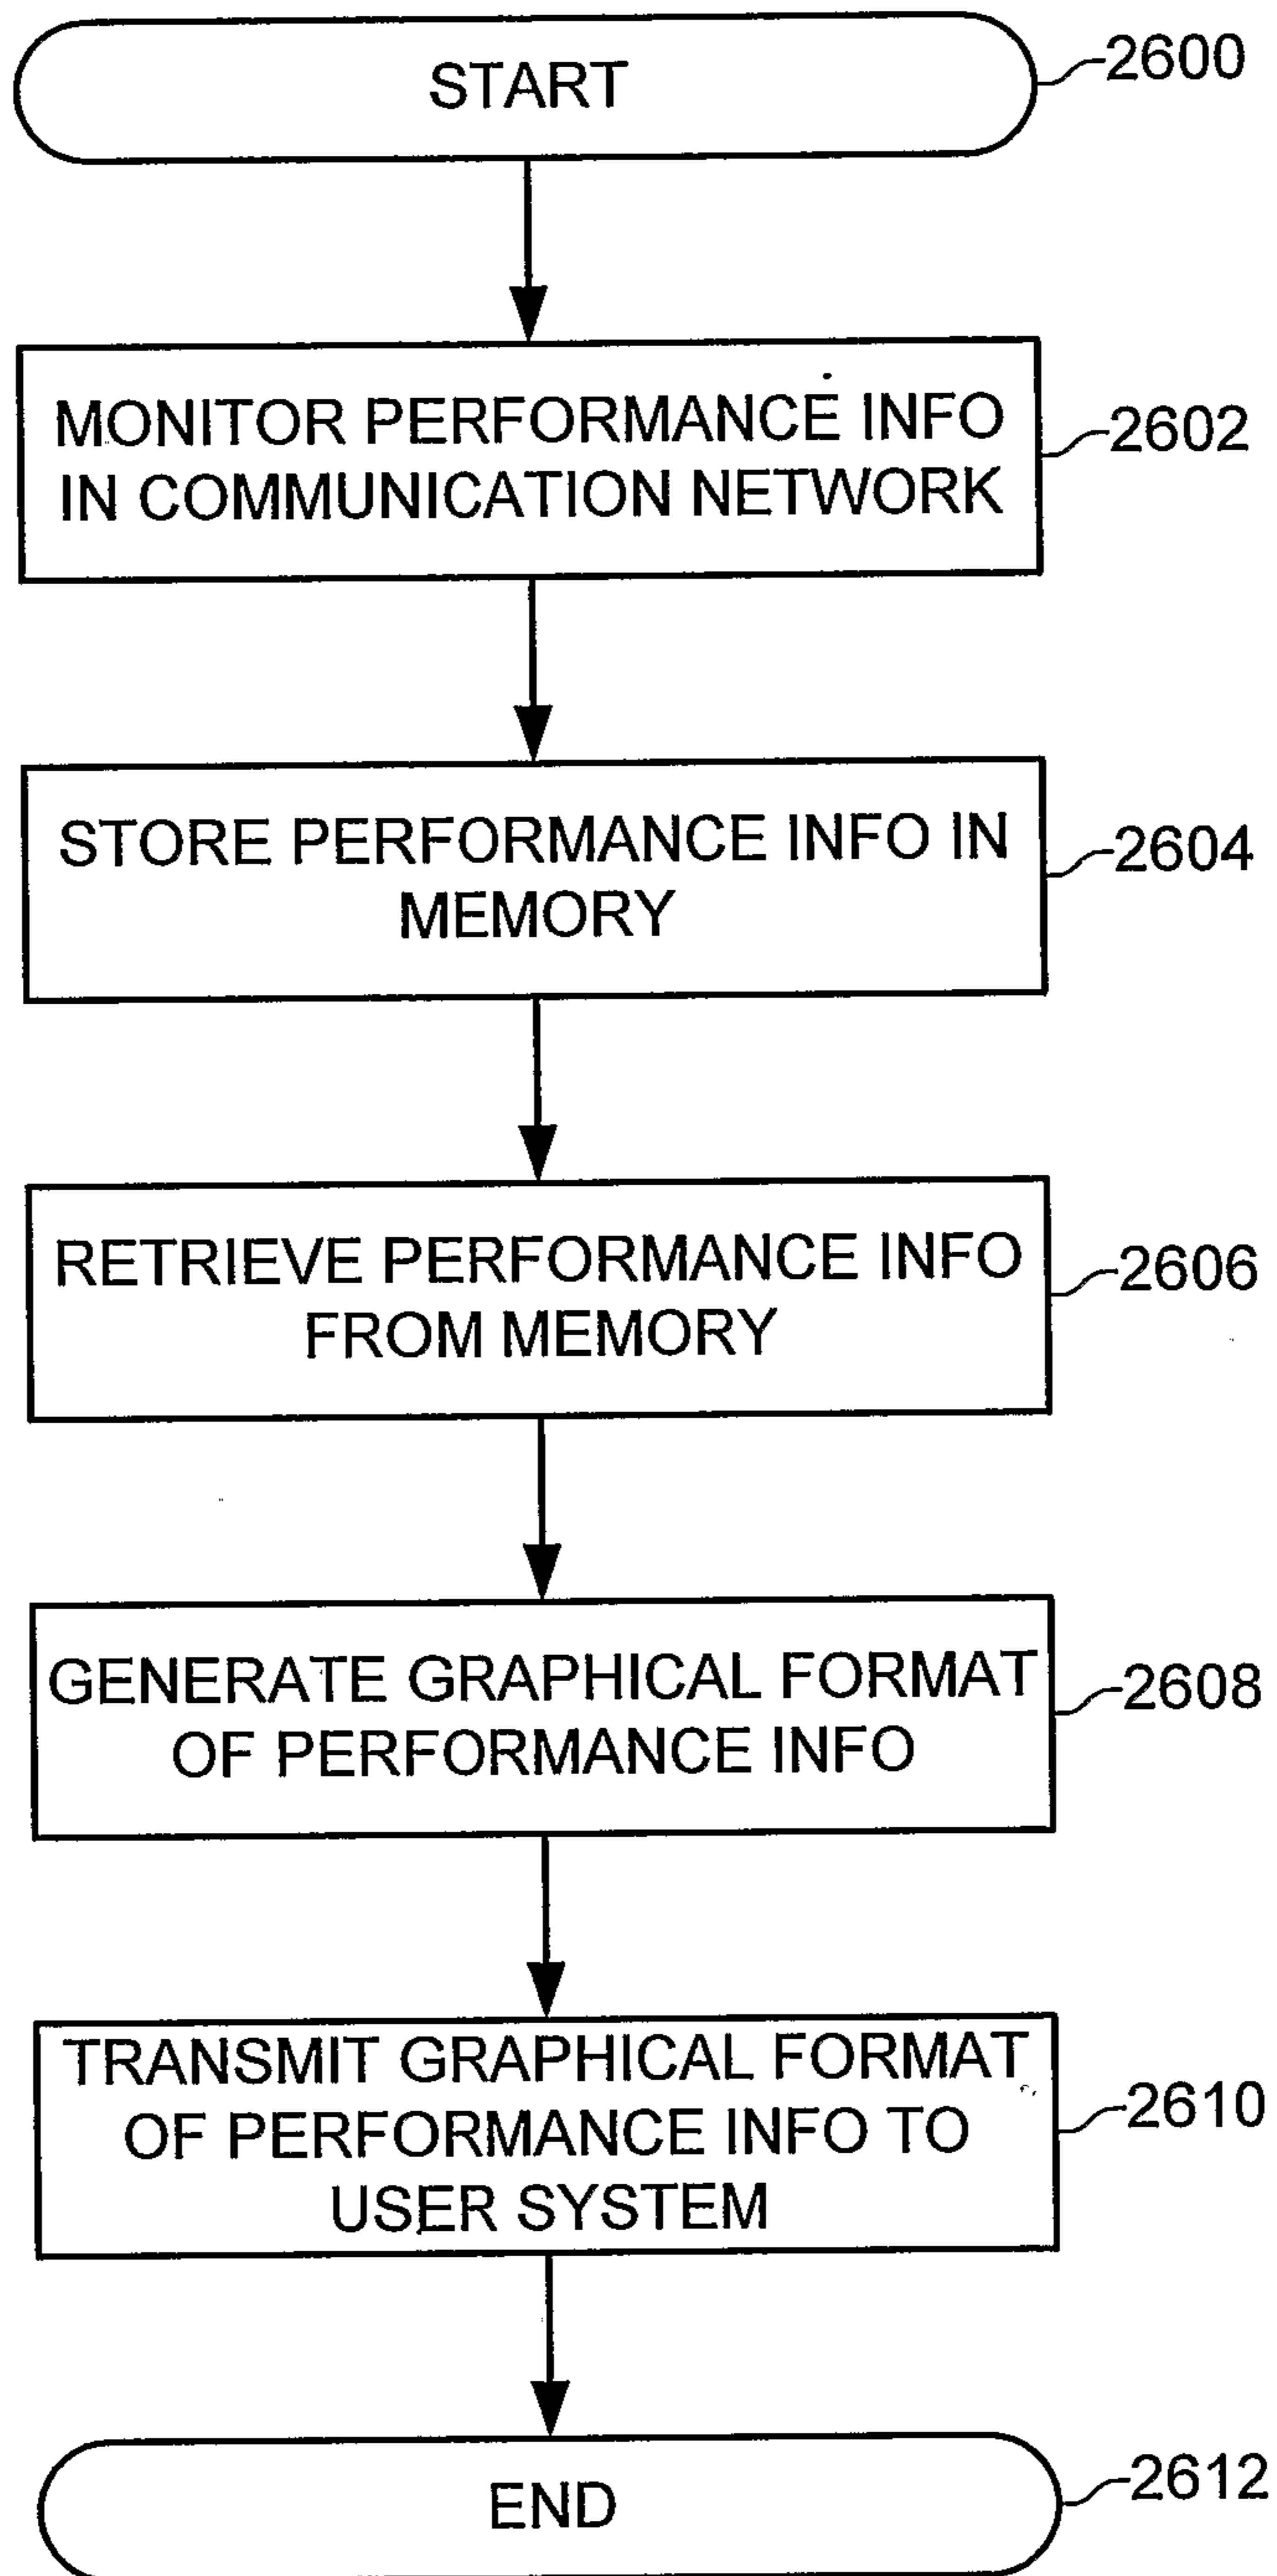 START
2600
MONITOR PERFORMANCE INFO
IN COMMUNICATION NETWORK
2602
STORE PERFORMANCE INFO IN
MEMORY
2604
RETRIEVE PERFORMANCE INFO
FROM MEMORY
2606
GENERATE GRAPHICAL FORMAT
OF PERFORMANCE INFO
2608
TRANSMIT GRAPHICAL FORMAT
OF PERFORMANCE INFO TO
USER SYSTEM
2610
END
2612